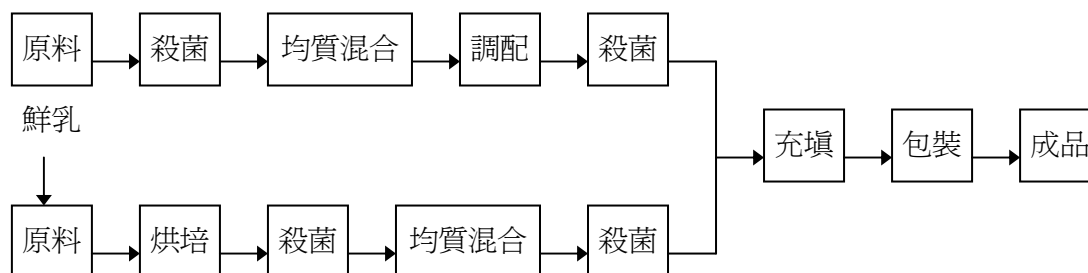 原料 殺菌 均質混合 調配 殺菌
鮮乳
充填 包裝 成品
原料 烘培 殺菌 均質混合 殺菌